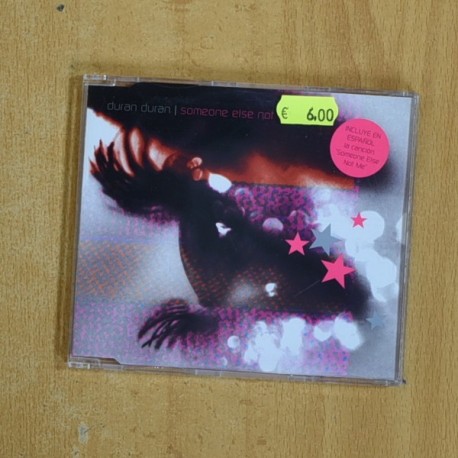 duran duran | someone else not
€ 6.00
INCLUYE EN
ESPAÑOL
la canción
"Someone Else
Not Me"